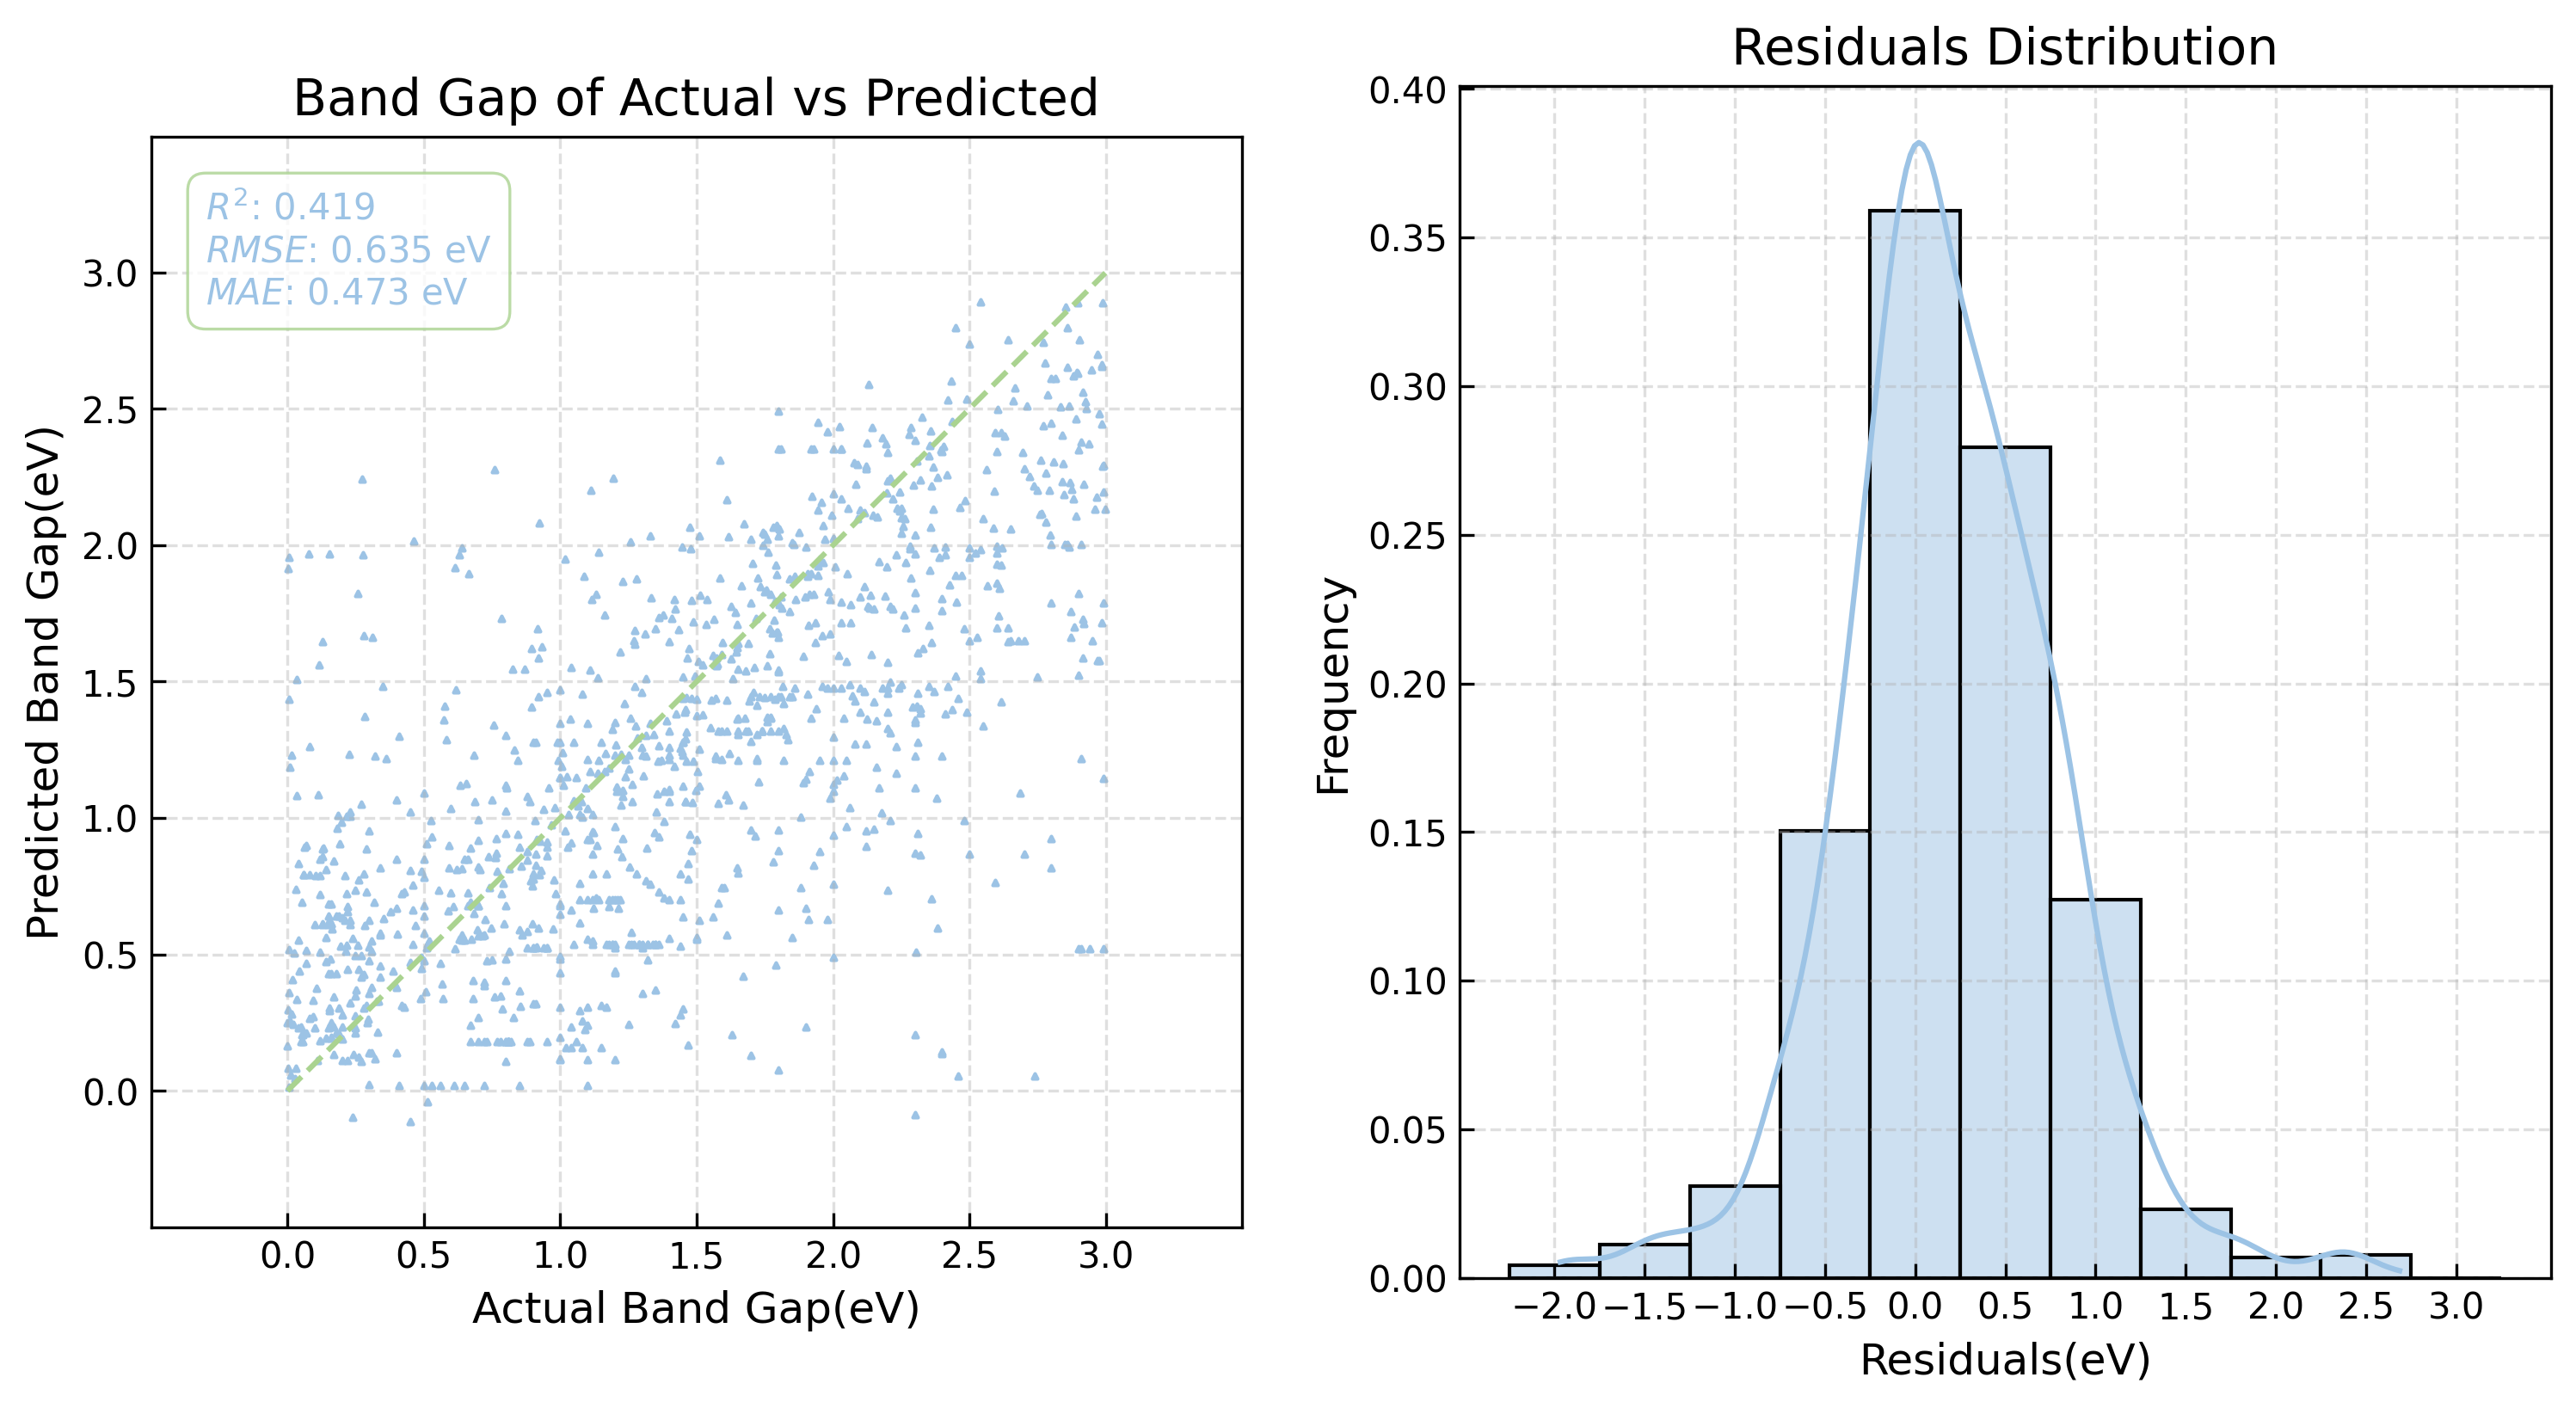 Band Gap of Actual vs Predicted
R²: 0.419
RMSE: 0.635 eV
MAE: 0.473 eV
3.0
2.5
2.0
1.5
1.0
0.5
0.0
Predicted Band Gap(eV)
0.0 0.5 1.0 1.5 2.0 2.5 3.0
Actual Band Gap(eV)
Residuals Distribution
0.40
0.35
0.30
0.25
0.20
0.15
0.10
0.05
0.00
Frequency
−2.0 −1.5 −1.0 −0.5 0.0 0.5 1.0 1.5 2.0 2.5 3.0
Residuals(eV)